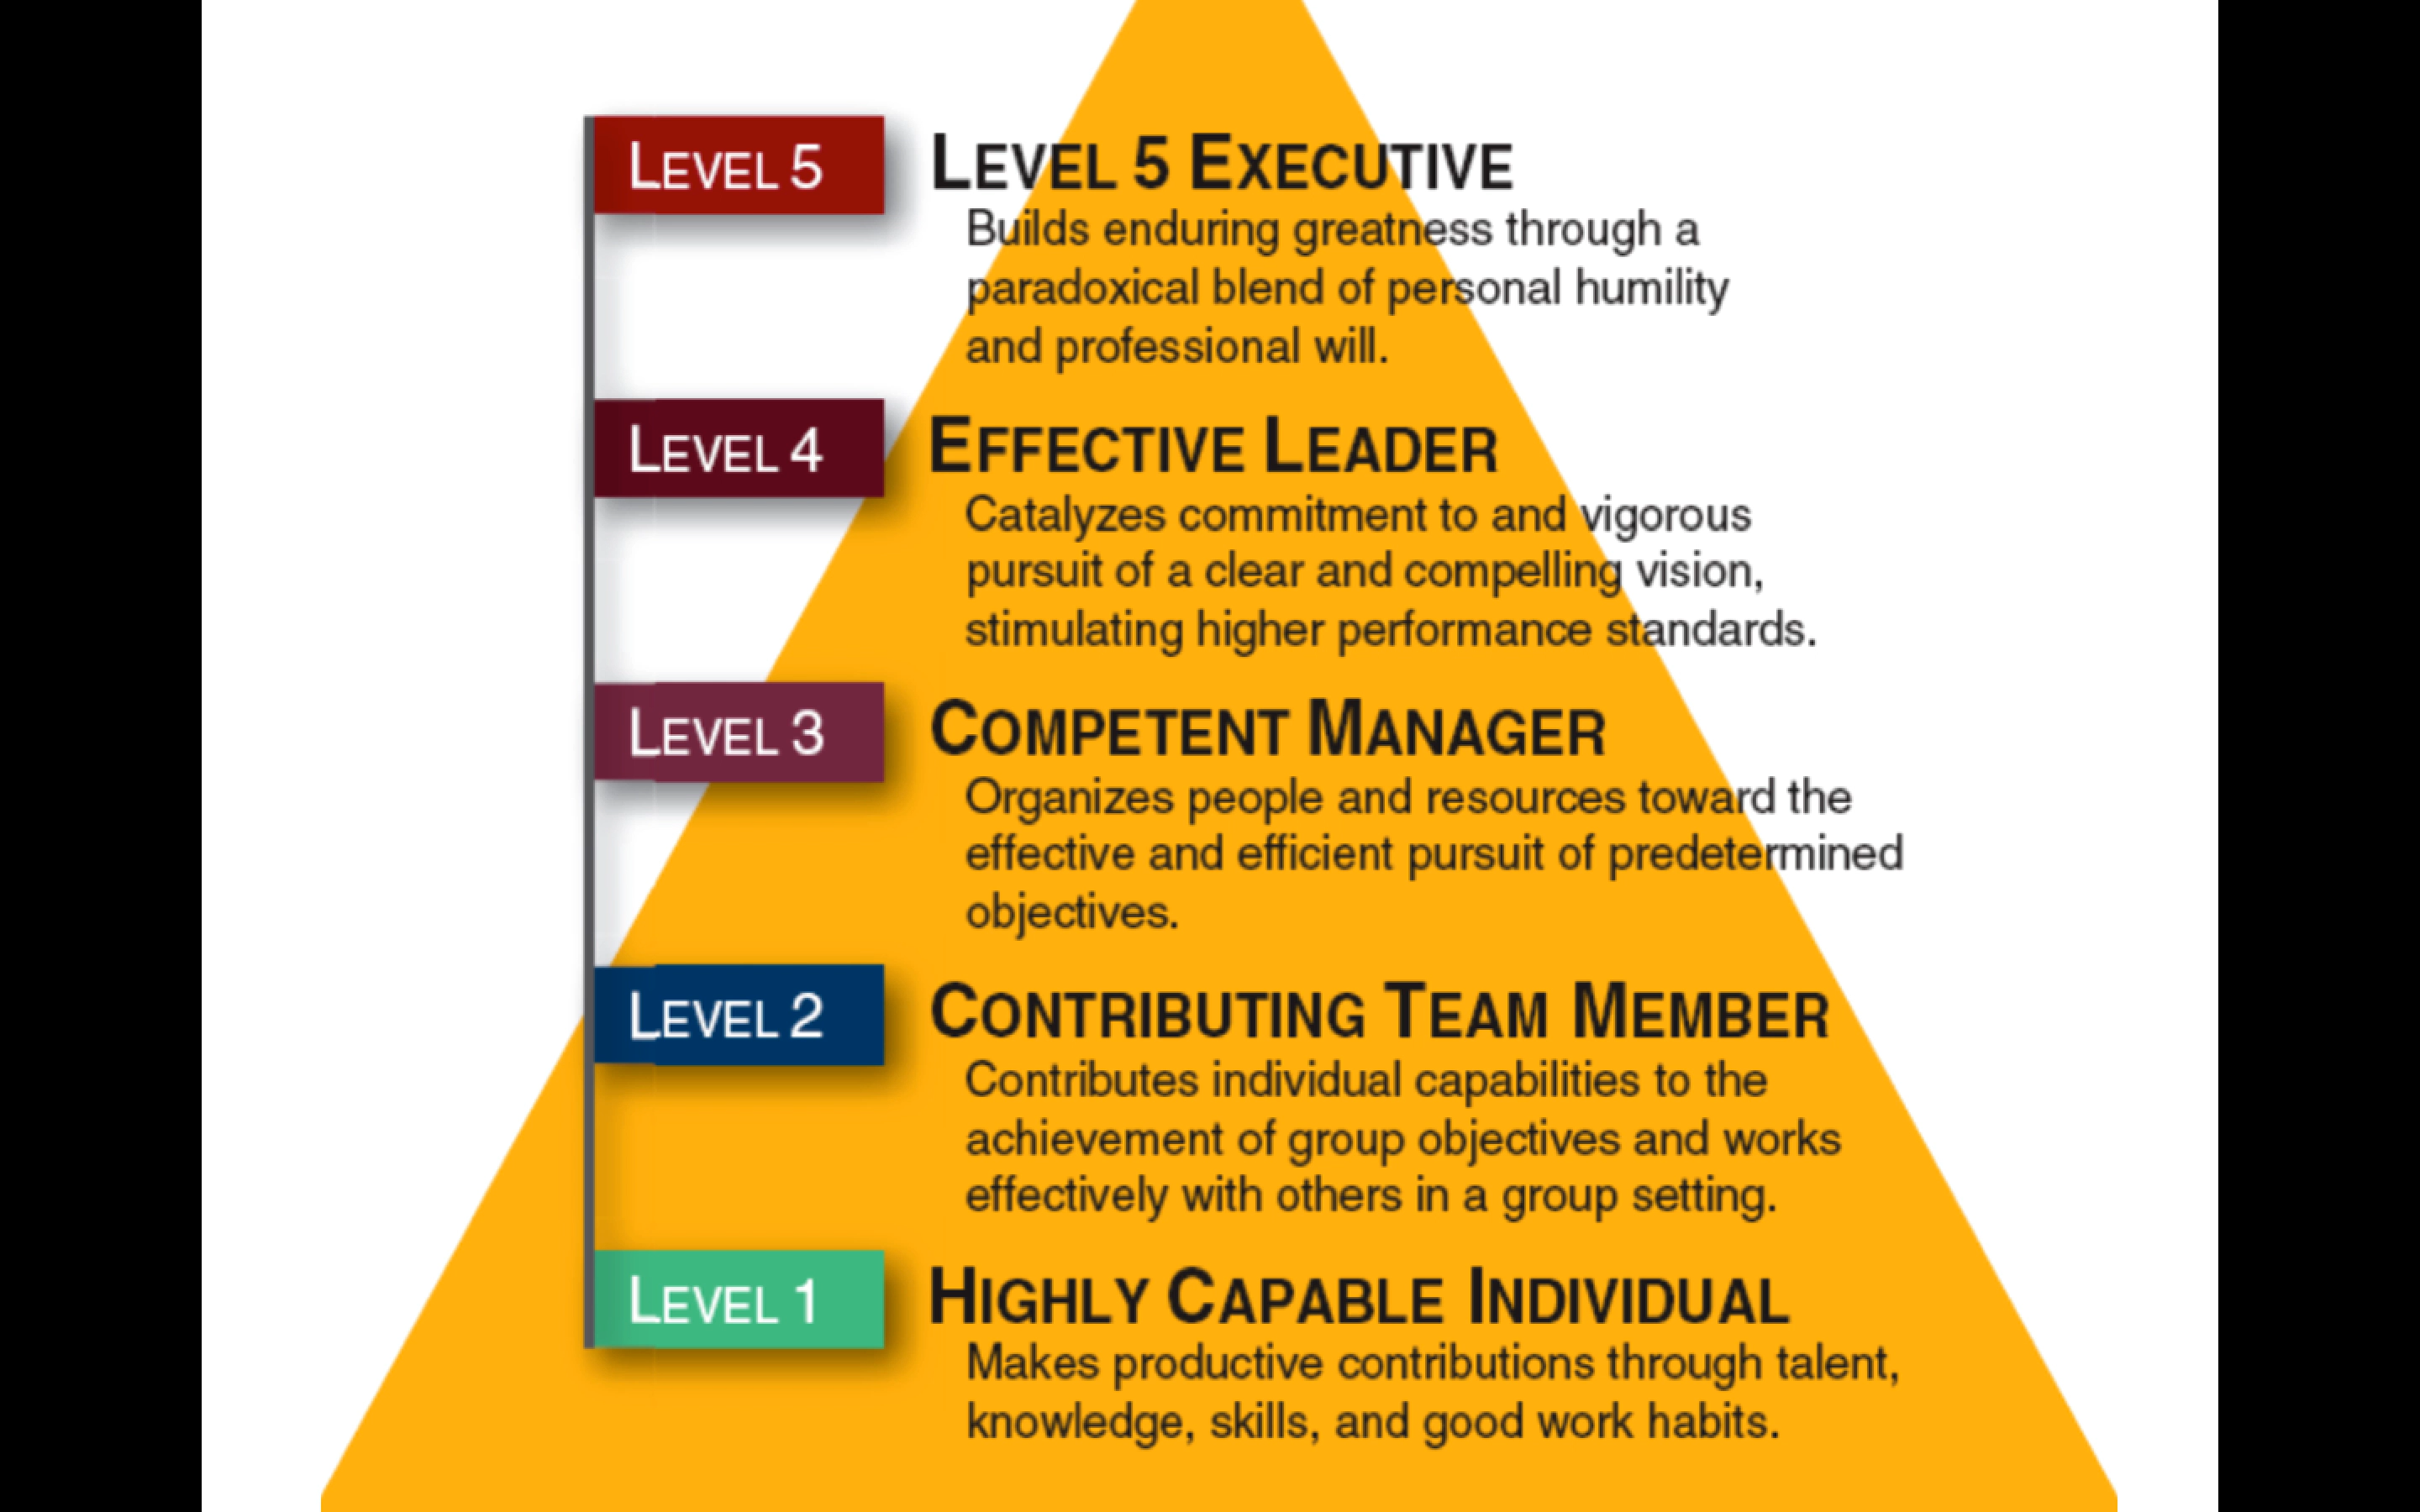 LEVEL 5
LEVEL 5 EXECUTIVE
Builds enduring greatness through a
paradoxical blend of personal humility
and professional will.
LEVEL 4
EFFECTIVE LEADER
Catalyzes commitment to and vigorous
pursuit of a clear and compelling vision,
stimulating higher performance standards.
LEVEL 3
COMPETENT MANAGER
Organizes people and resources toward the
effective and efficient pursuit of predetermined
objectives.
LEVEL 2
CONTRIBUTING TEAM MEMBER
Contributes individual capabilities to the
achievement of group objectives and works
effectively with others in a group setting.
LEVEL 1
HIGHLY CAPABLE INDIVIDUAL
Makes productive contributions through talent,
knowledge, skills, and good work habits.